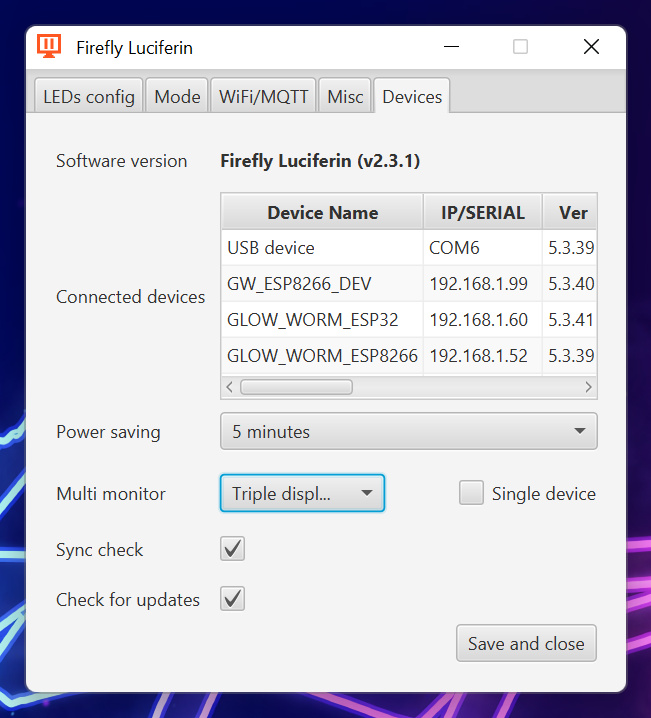 Firefly Luciferin
LEDs config Mode WiFi/MQTT Misc Devices
Software version Firefly Luciferin (v2.3.1)
Device Name IP/SERIAL Ver
USB device COM6 5.3.39
GW_ESP8266_DEV 192.168.1.99 5.3.40
Connected devices
GLOW_WORM_ESP32 192.168.1.60 5.3.41
GLOW_WORM_ESP8266 192.168.1.52 5.3.39
Power saving 5 minutes
Multi monitor Triple displ... Single device
Sync check
Check for updates
Save and close